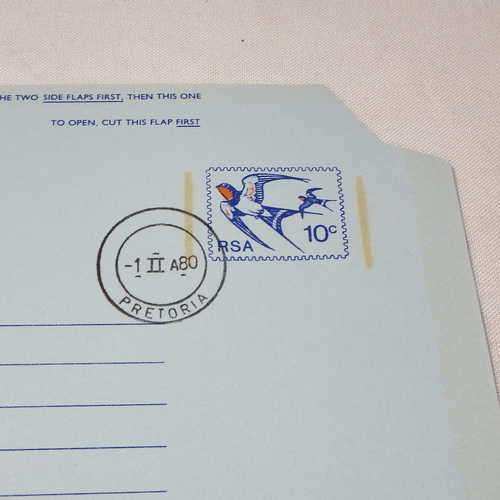 HE TWO SIDE FLAPS FIRST, THEN THIS ONE
TO OPEN, CUT THIS FLAP FIRST
10c
RSA
-1 II A80
PRETORIA